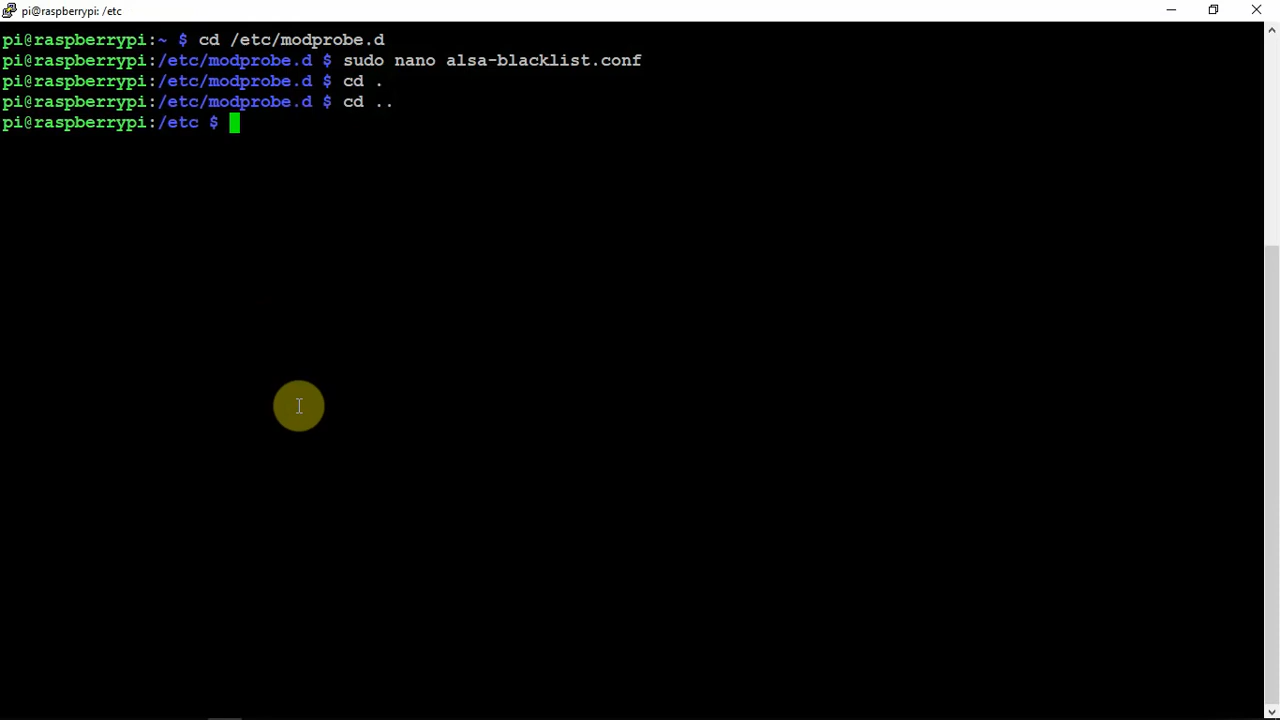 pi@raspberrypi: /etc
pi@raspberrypi:~ $ cd /etc/modprobe.d
pi@raspberrypi:/etc/modprobe.d $ sudo nano alsa-blacklist.conf
pi@raspberrypi:/etc/modprobe.d $ cd .
pi@raspberrypi:/etc/modprobe.d $ cd ..
pi@raspberrypi:/etc $